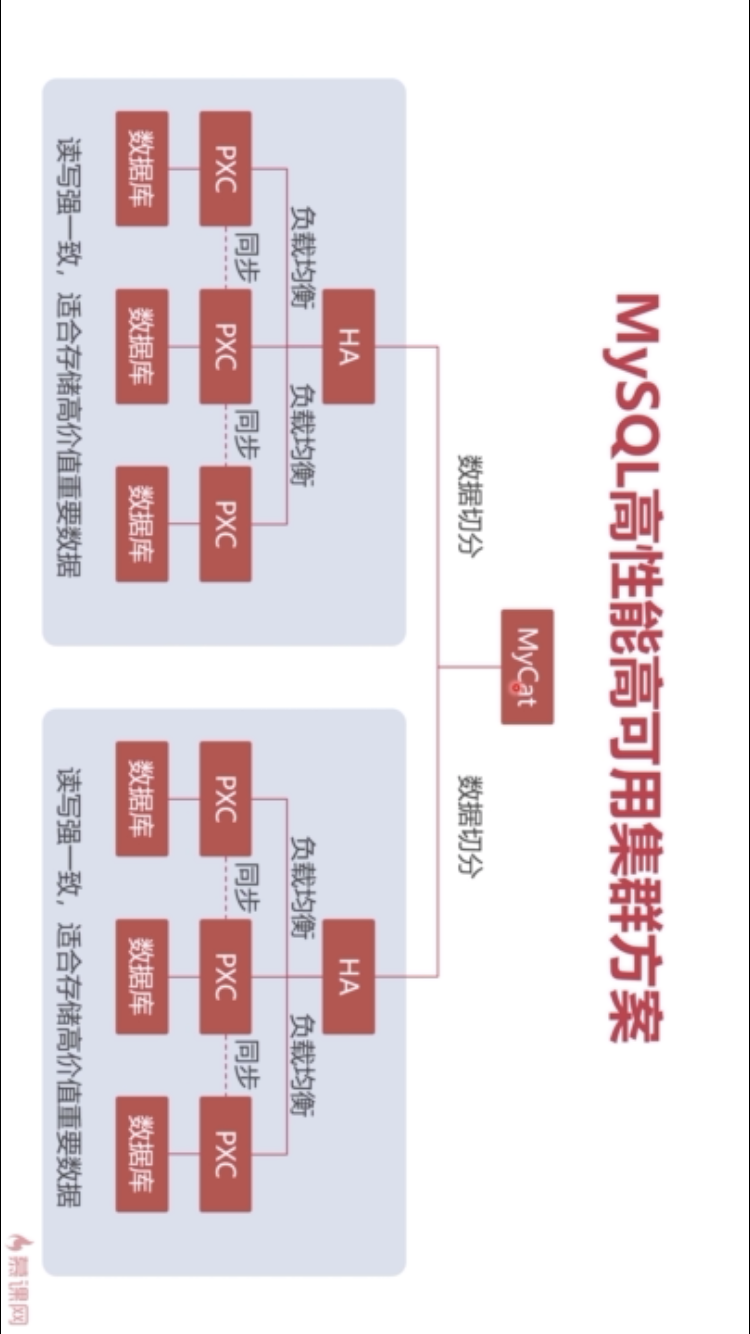 MySQL高性能高可用集群方案
MyCat
数据切分
数据切分
HA
HA
负载均衡
负载均衡
负载均衡
负载均衡
PXC
同步
PXC
同步
PXC
PXC
同步
PXC
同步
PXC
数据库
数据库
数据库
数据库
数据库
数据库
读写强一致，适合存储高价值重要数据
读写强一致，适合存储高价值重要数据
慕课网